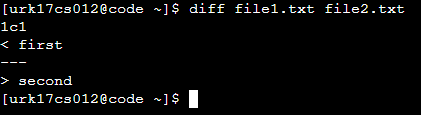 [urk17cs012@code ~]$ diff file1.txt file2.txt
1c1
< first
---
> second
[urk17cs012@code ~]$